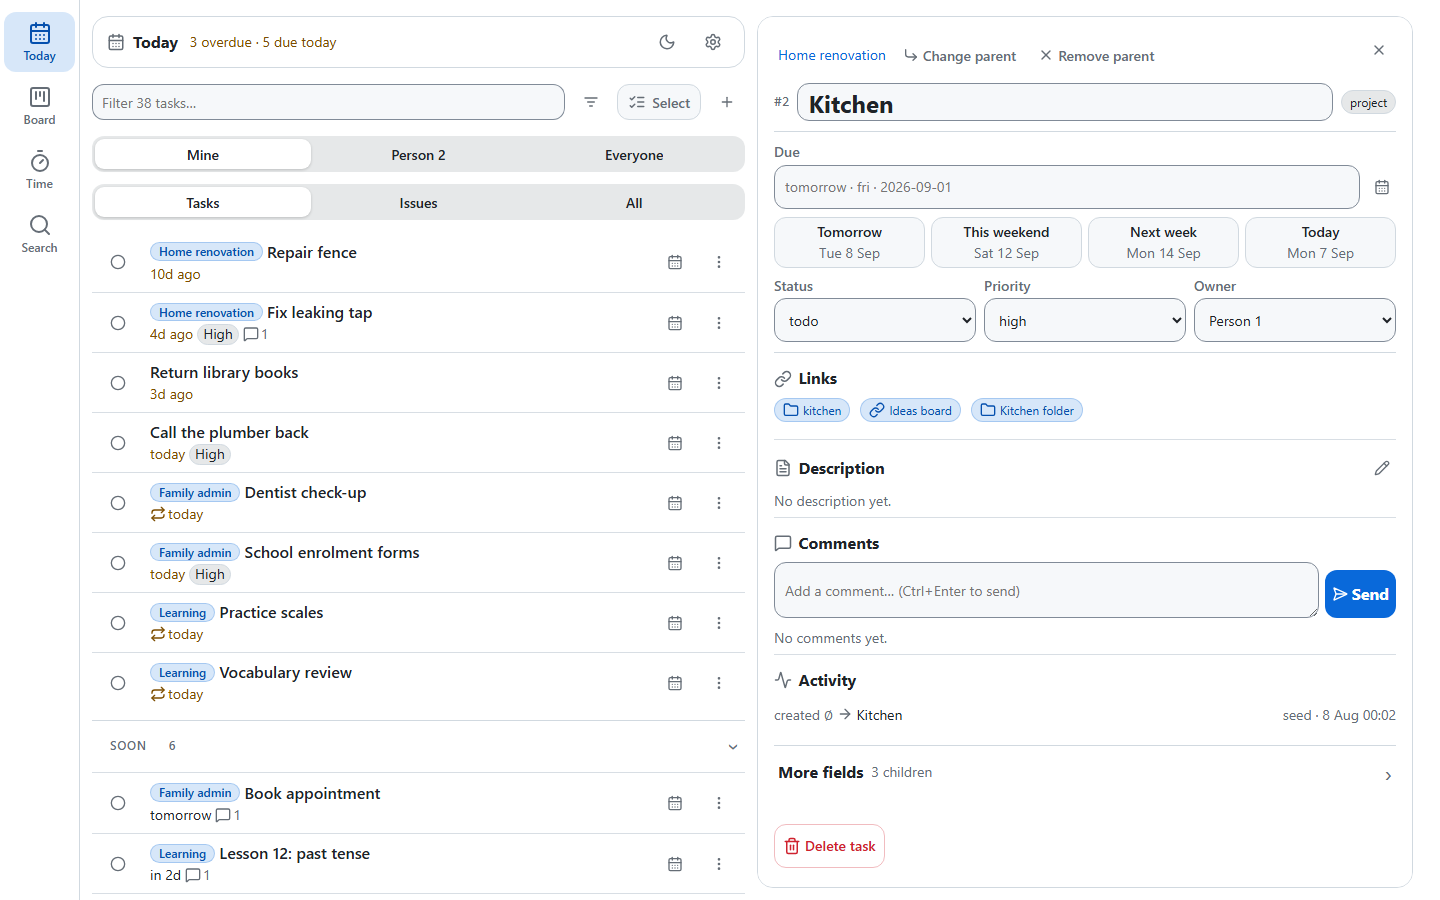 Today
Board
Time
Search
Today 3 overdue · 5 due today
Filter 38 tasks...
Select
Mine Person 2 Everyone
Tasks Issues All
Home renovation Repair fence
10d ago
Home renovation Fix leaking tap
4d ago High 1
Return library books
3d ago
Call the plumber back
today High
Family admin Dentist check-up
today
Family admin School enrolment forms
today High
Learning Practice scales
today
Learning Vocabulary review
today
SOON 6
Family admin Book appointment
tomorrow 1
Learning Lesson 12: past tense
in 2d 1
Home renovation Change parent Remove parent
#2 Kitchen project
Due
tomorrow · fri · 2026-09-01
Tomorrow This weekend Next week Today
Tue 8 Sep Sat 12 Sep Mon 14 Sep Mon 7 Sep
Status Priority Owner
todo high Person 1
Links
kitchen Ideas board Kitchen folder
Description
No description yet.
Comments
Add a comment... (Ctrl+Enter to send)
Send
No comments yet.
Activity
created ∅ → Kitchen seed · 8 Aug 00:02
More fields 3 children
Delete task